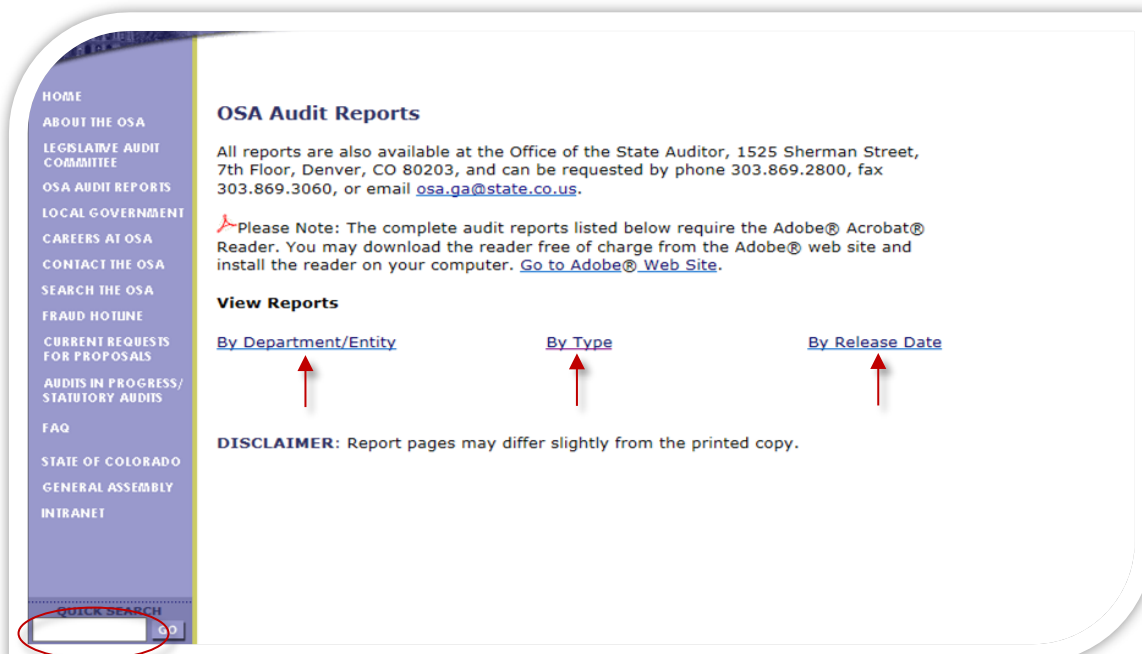 HOME
ABOUT THE OSA
LEGISLATIVE AUDIT
COMMITTEE
OSA AUDIT REPORTS
LOCAL GOVERNMENT
CAREERS AT OSA
CONTACT THE OSA
SEARCH THE OSA
FRAUD HOTLINE
CURRENT REQUESTS
FOR PROPOSALS
AUDITS IN PROGRESS/
STATUTORY AUDITS
FAQ
STATE OF COLORADO
GENERAL ASSEMBLY
INTRANET
QUICK SEARCH
GO
OSA Audit Reports
All reports are also available at the Office of the State Auditor, 1525 Sherman Street,
7th Floor, Denver, CO 80203, and can be requested by phone 303.869.2800, fax
303.869.3060, or email osa.ga@state.co.us.
Please Note: The complete audit reports listed below require the Adobe® Acrobat®
Reader. You may download the reader free of charge from the Adobe® web site and
install the reader on your computer. Go to Adobe® Web Site.
View Reports
By Department/Entity By Type By Release Date
DISCLAIMER: Report pages may differ slightly from the printed copy.